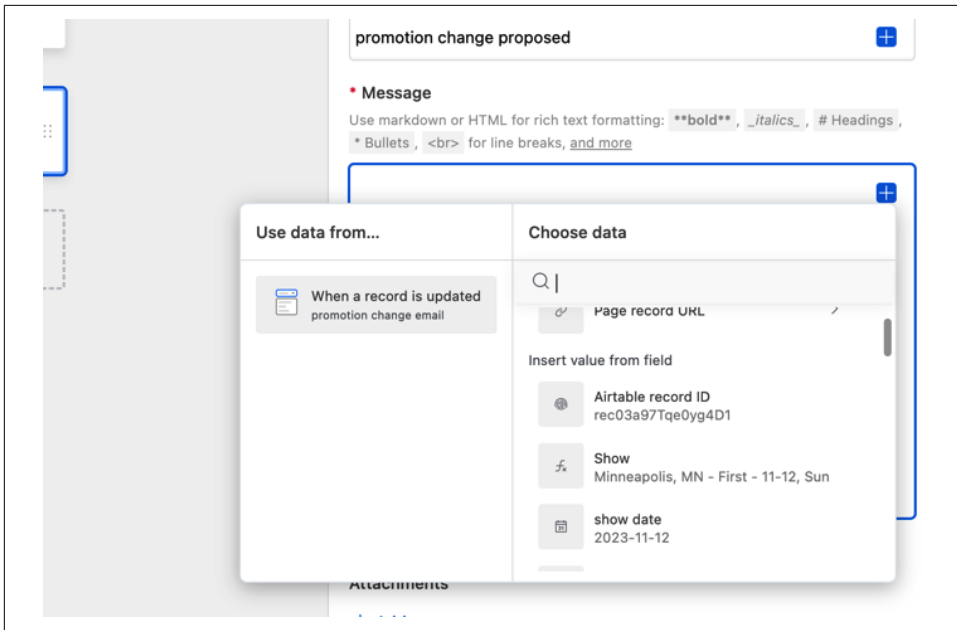 promotion change proposed
* Message
Use markdown or HTML for rich text formatting: **bold** , _italics_ , # Headings ,
* Bullets , <br> for line breaks, and more
Use data from...
Choose data
When a record is updated
promotion change email
Page record URL
Insert value from field
Airtable record ID
rec03a97Tqe0yg4D1
Show
Minneapolis, MN - First - 11-12, Sun
show date
2023-11-12
Attachments